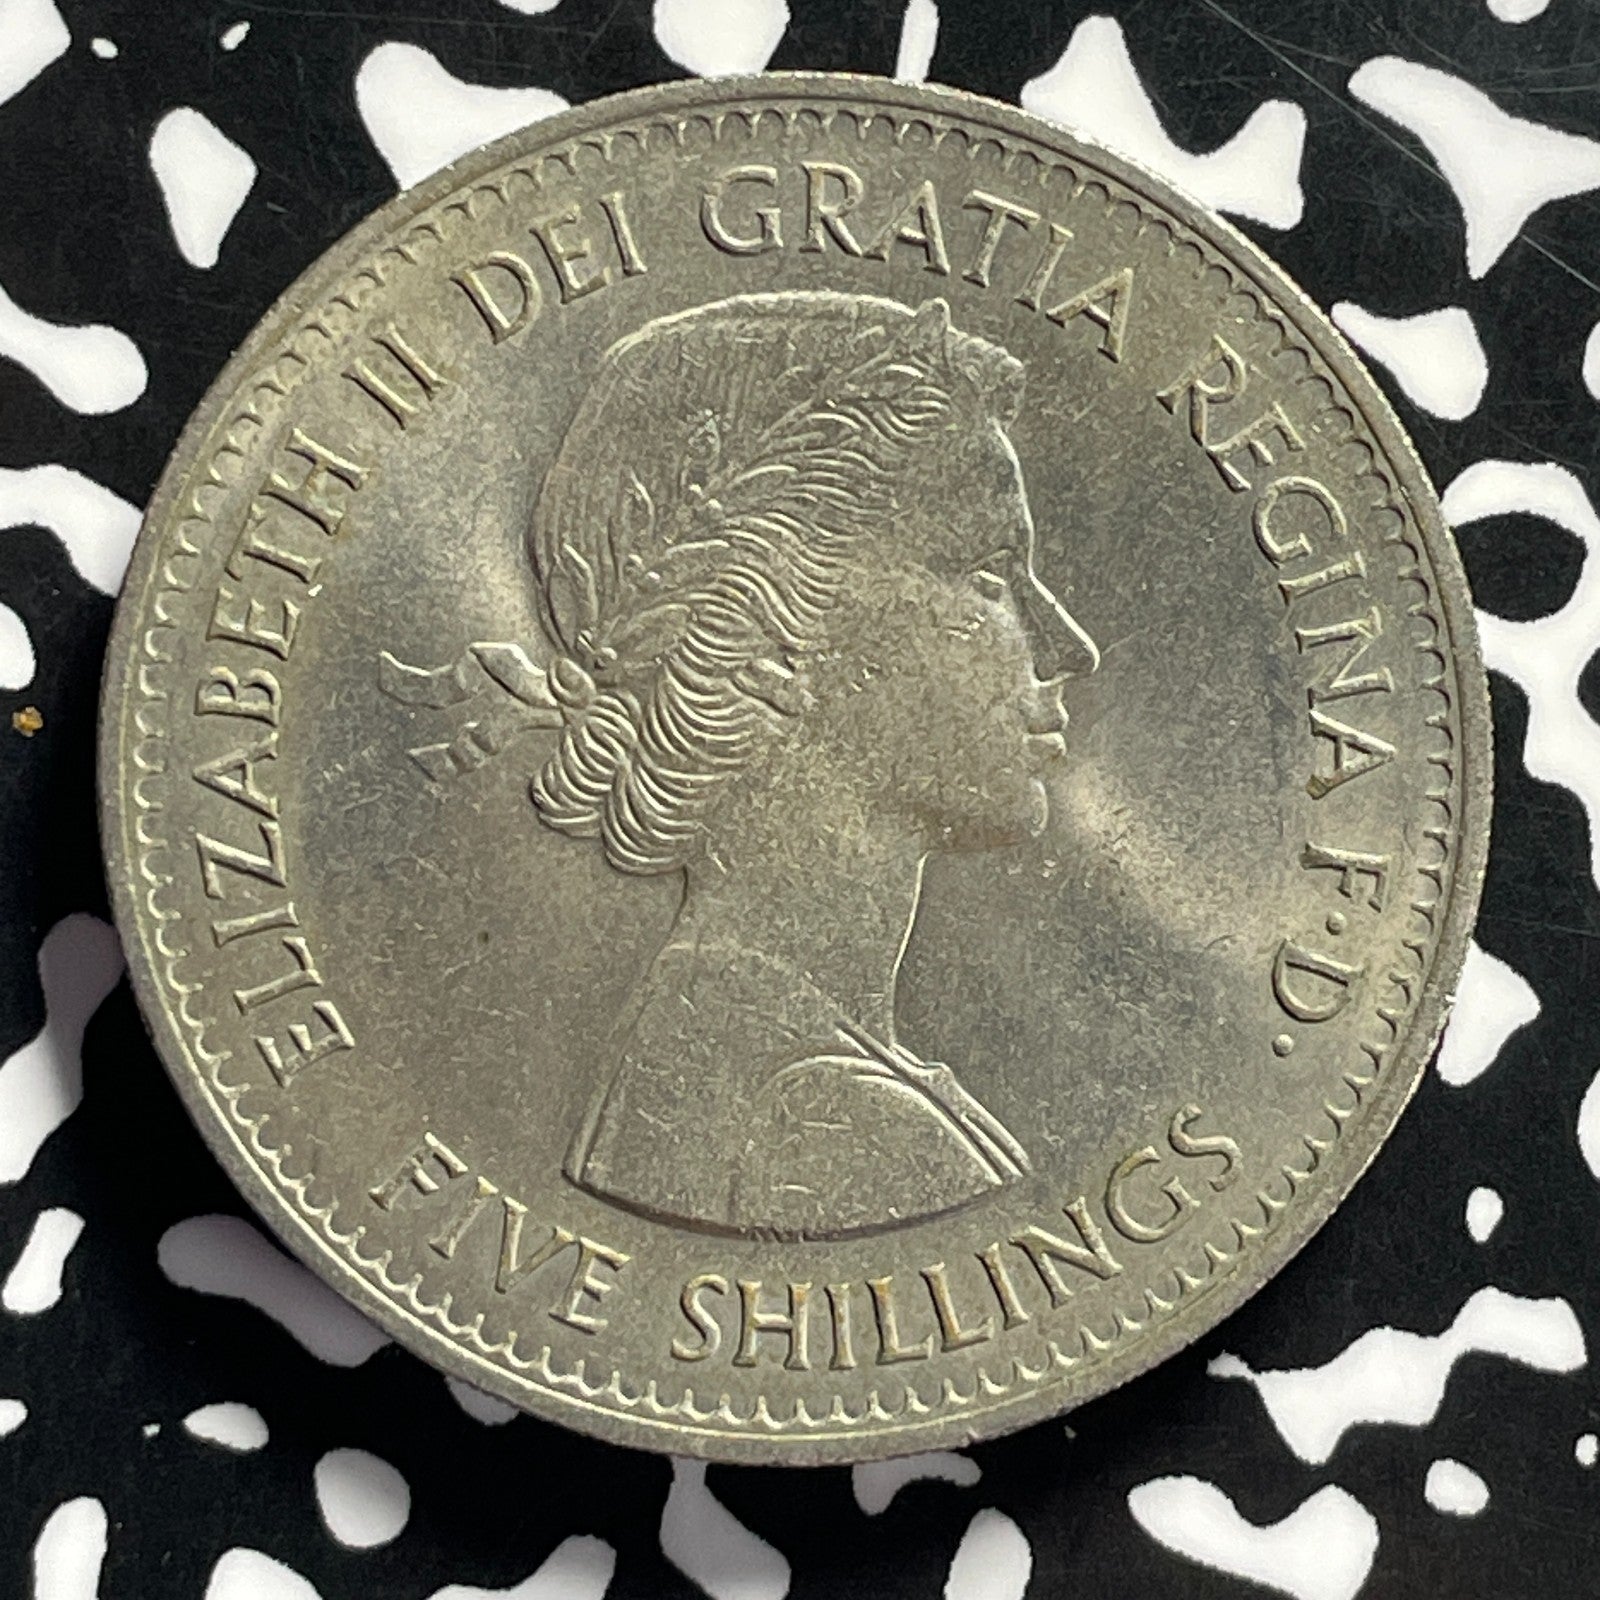 ELIZABETH II DEI GRATIA REGINA F·D·
FIVE SHILLINGS